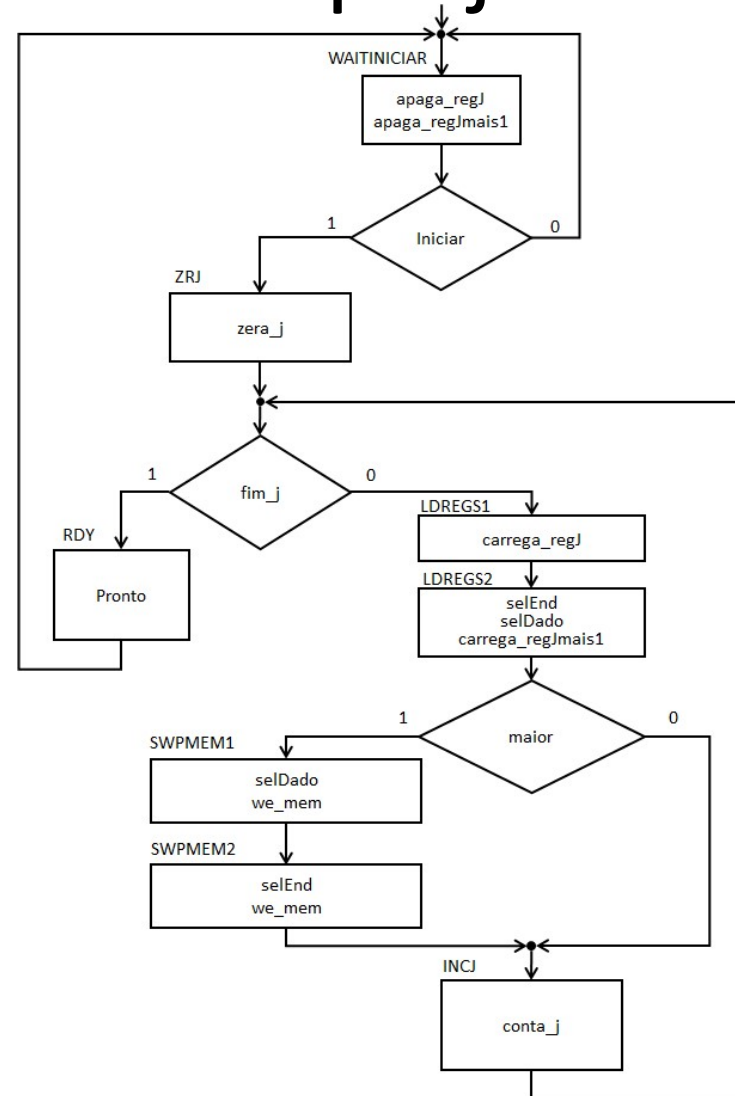 WAITINICIAR
apaga_regJ
apaga_regJmais1
1
Iniciar
0
ZRJ
zera_j
1
fim_j
0
LDREGS1
carrega_regJ
RDY
Pronto
LDREGS2
selEnd
selDado
carrega_regJmais1
1
maior
0
SWPMEM1
selDado
we_mem
SWPMEM2
selEnd
we_mem
INCJ
conta_j